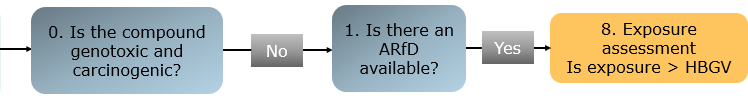 0. Is the compound
genotoxic and
carcinogenic?
No
1. Is there an
ARfD
available?
Yes
8. Exposure
assessment
Is exposure > HBGV